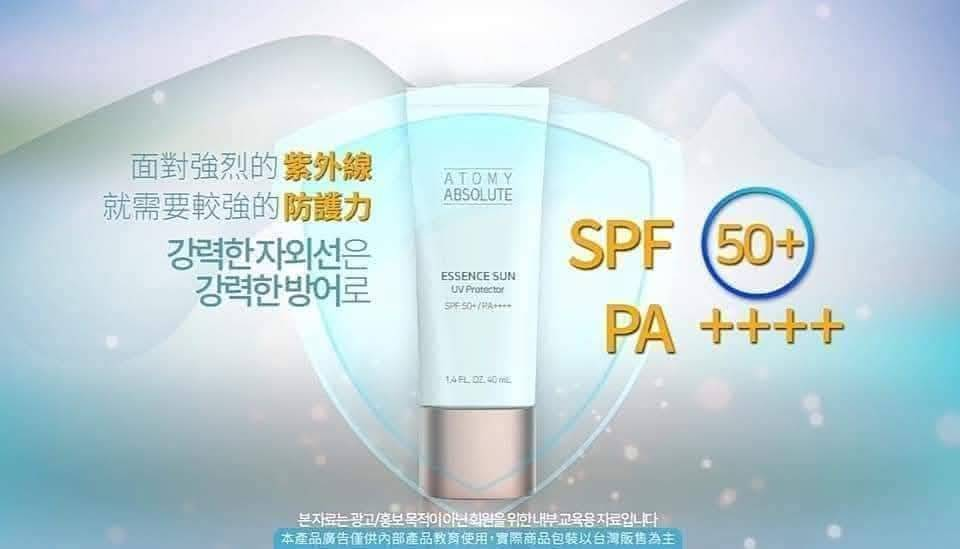 面對強烈的 紫外線
就需要較強的 防護力
강력한 자외선은
강력한 방어로
ATOMY
ABSOLUTE
ESSENCE SUN
UV Protector
SPF 50+/PA++++
1.4 FL. OZ. 40 mL
SPF 50+
PA ++++
본 자료는 광고/홍보 목적이 아닌 회원을 위한 내부 교육용 자료입니다
本產品廣告僅供內部產品教育使用，實際商品包裝以台灣販售為主